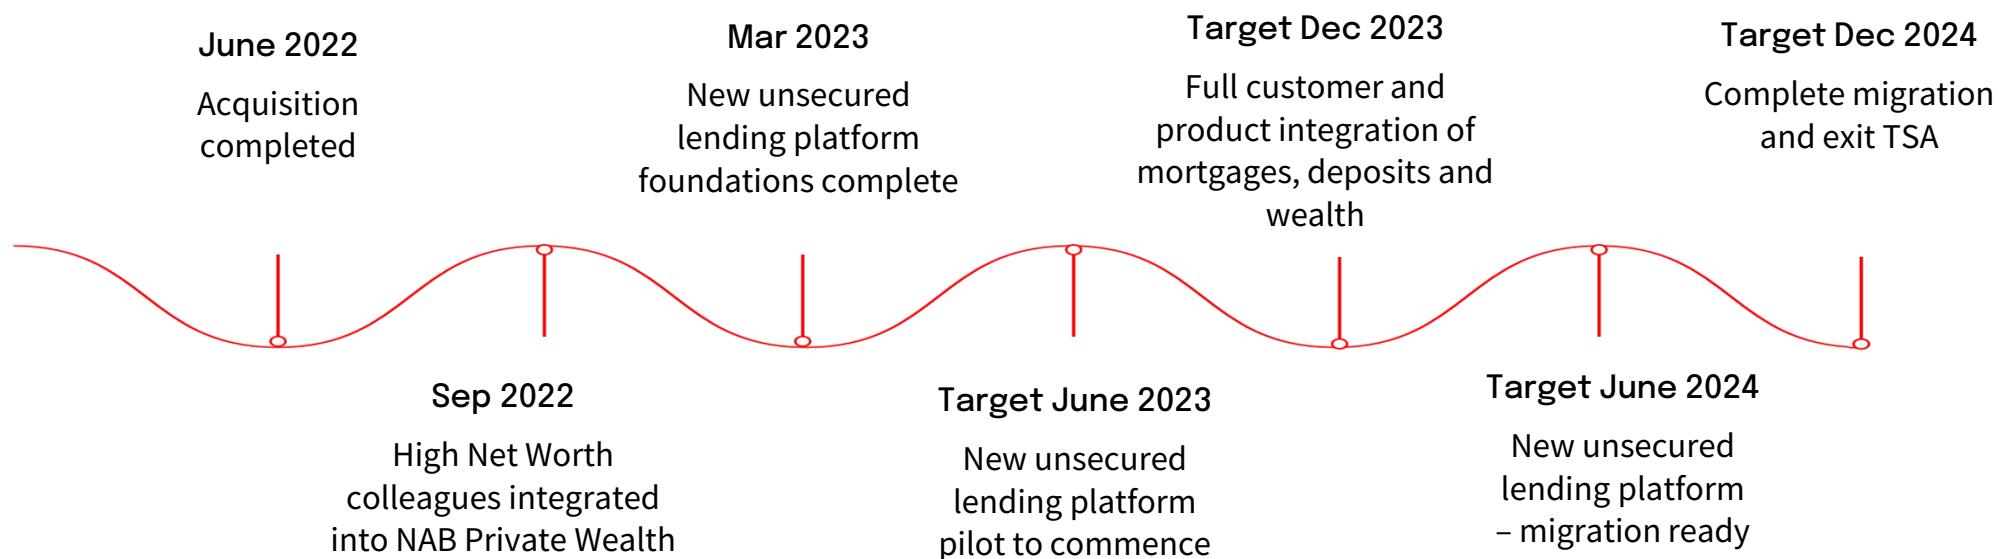 June 2022
Acquisition
completed
Sep 2022
High Net Worth
colleagues integrated
into NAB Private Wealth
Mar 2023
New unsecured
lending platform
foundations complete
Target June 2023
New unsecured
lending platform
pilot to commence
Target Dec 2023
Full customer and
product integration of
mortgages, deposits and
wealth
Target June 2024
New unsecured
lending platform
– migration ready
Target Dec 2024
Complete migration
and exit TSA